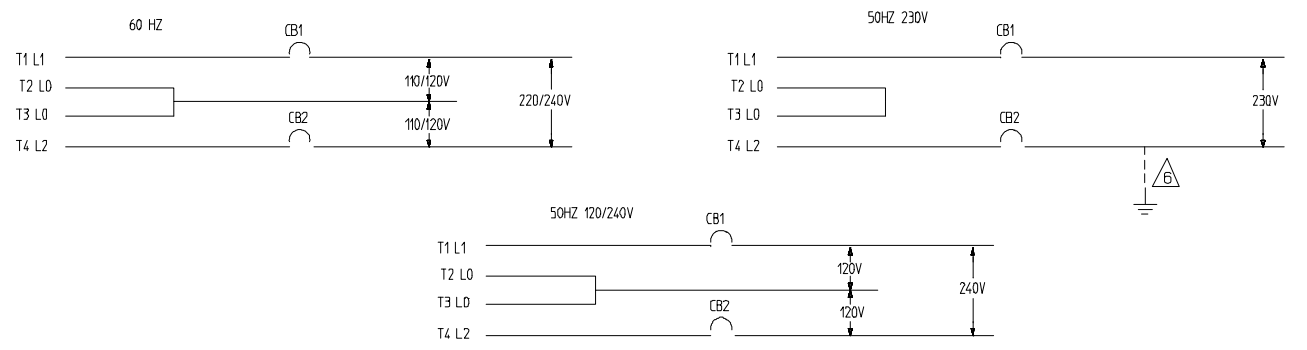 60 HZ
CB1
T1 L1
T2 L0
T3 L0
T4 L2
CB2
110/120V
110/120V
220/240V
50HZ 230V
CB1
T1 L1
T2 L0
T3 L0
T4 L2
CB2
230V
6
50HZ 120/240V
CB1
T1 L1
T2 L0
T3 L0
T4 L2
CB2
120V
120V
240V